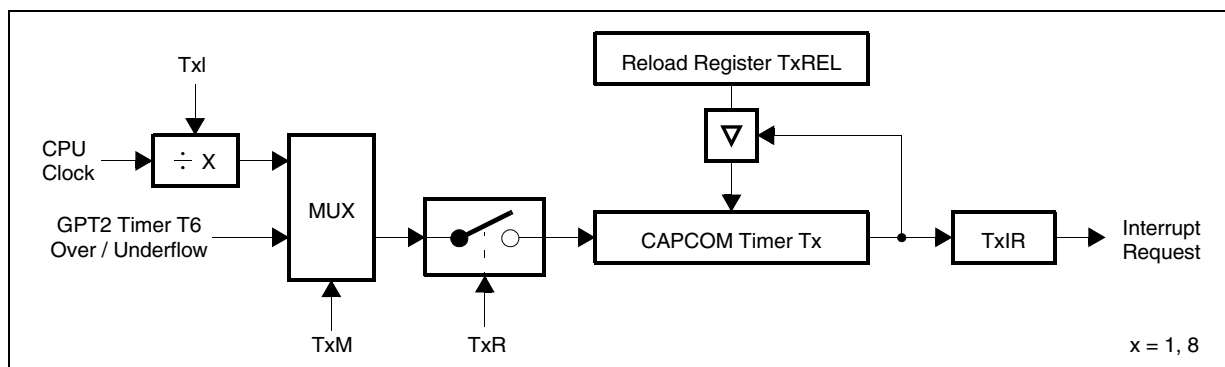 TxI
Reload Register TxREL
CPU
Clock
÷ X
MUX
GPT2 Timer T6
Over / Underflow
CAPCOM Timer Tx
TxIR
Interrupt
Request
TxM
TxR
x = 1, 8